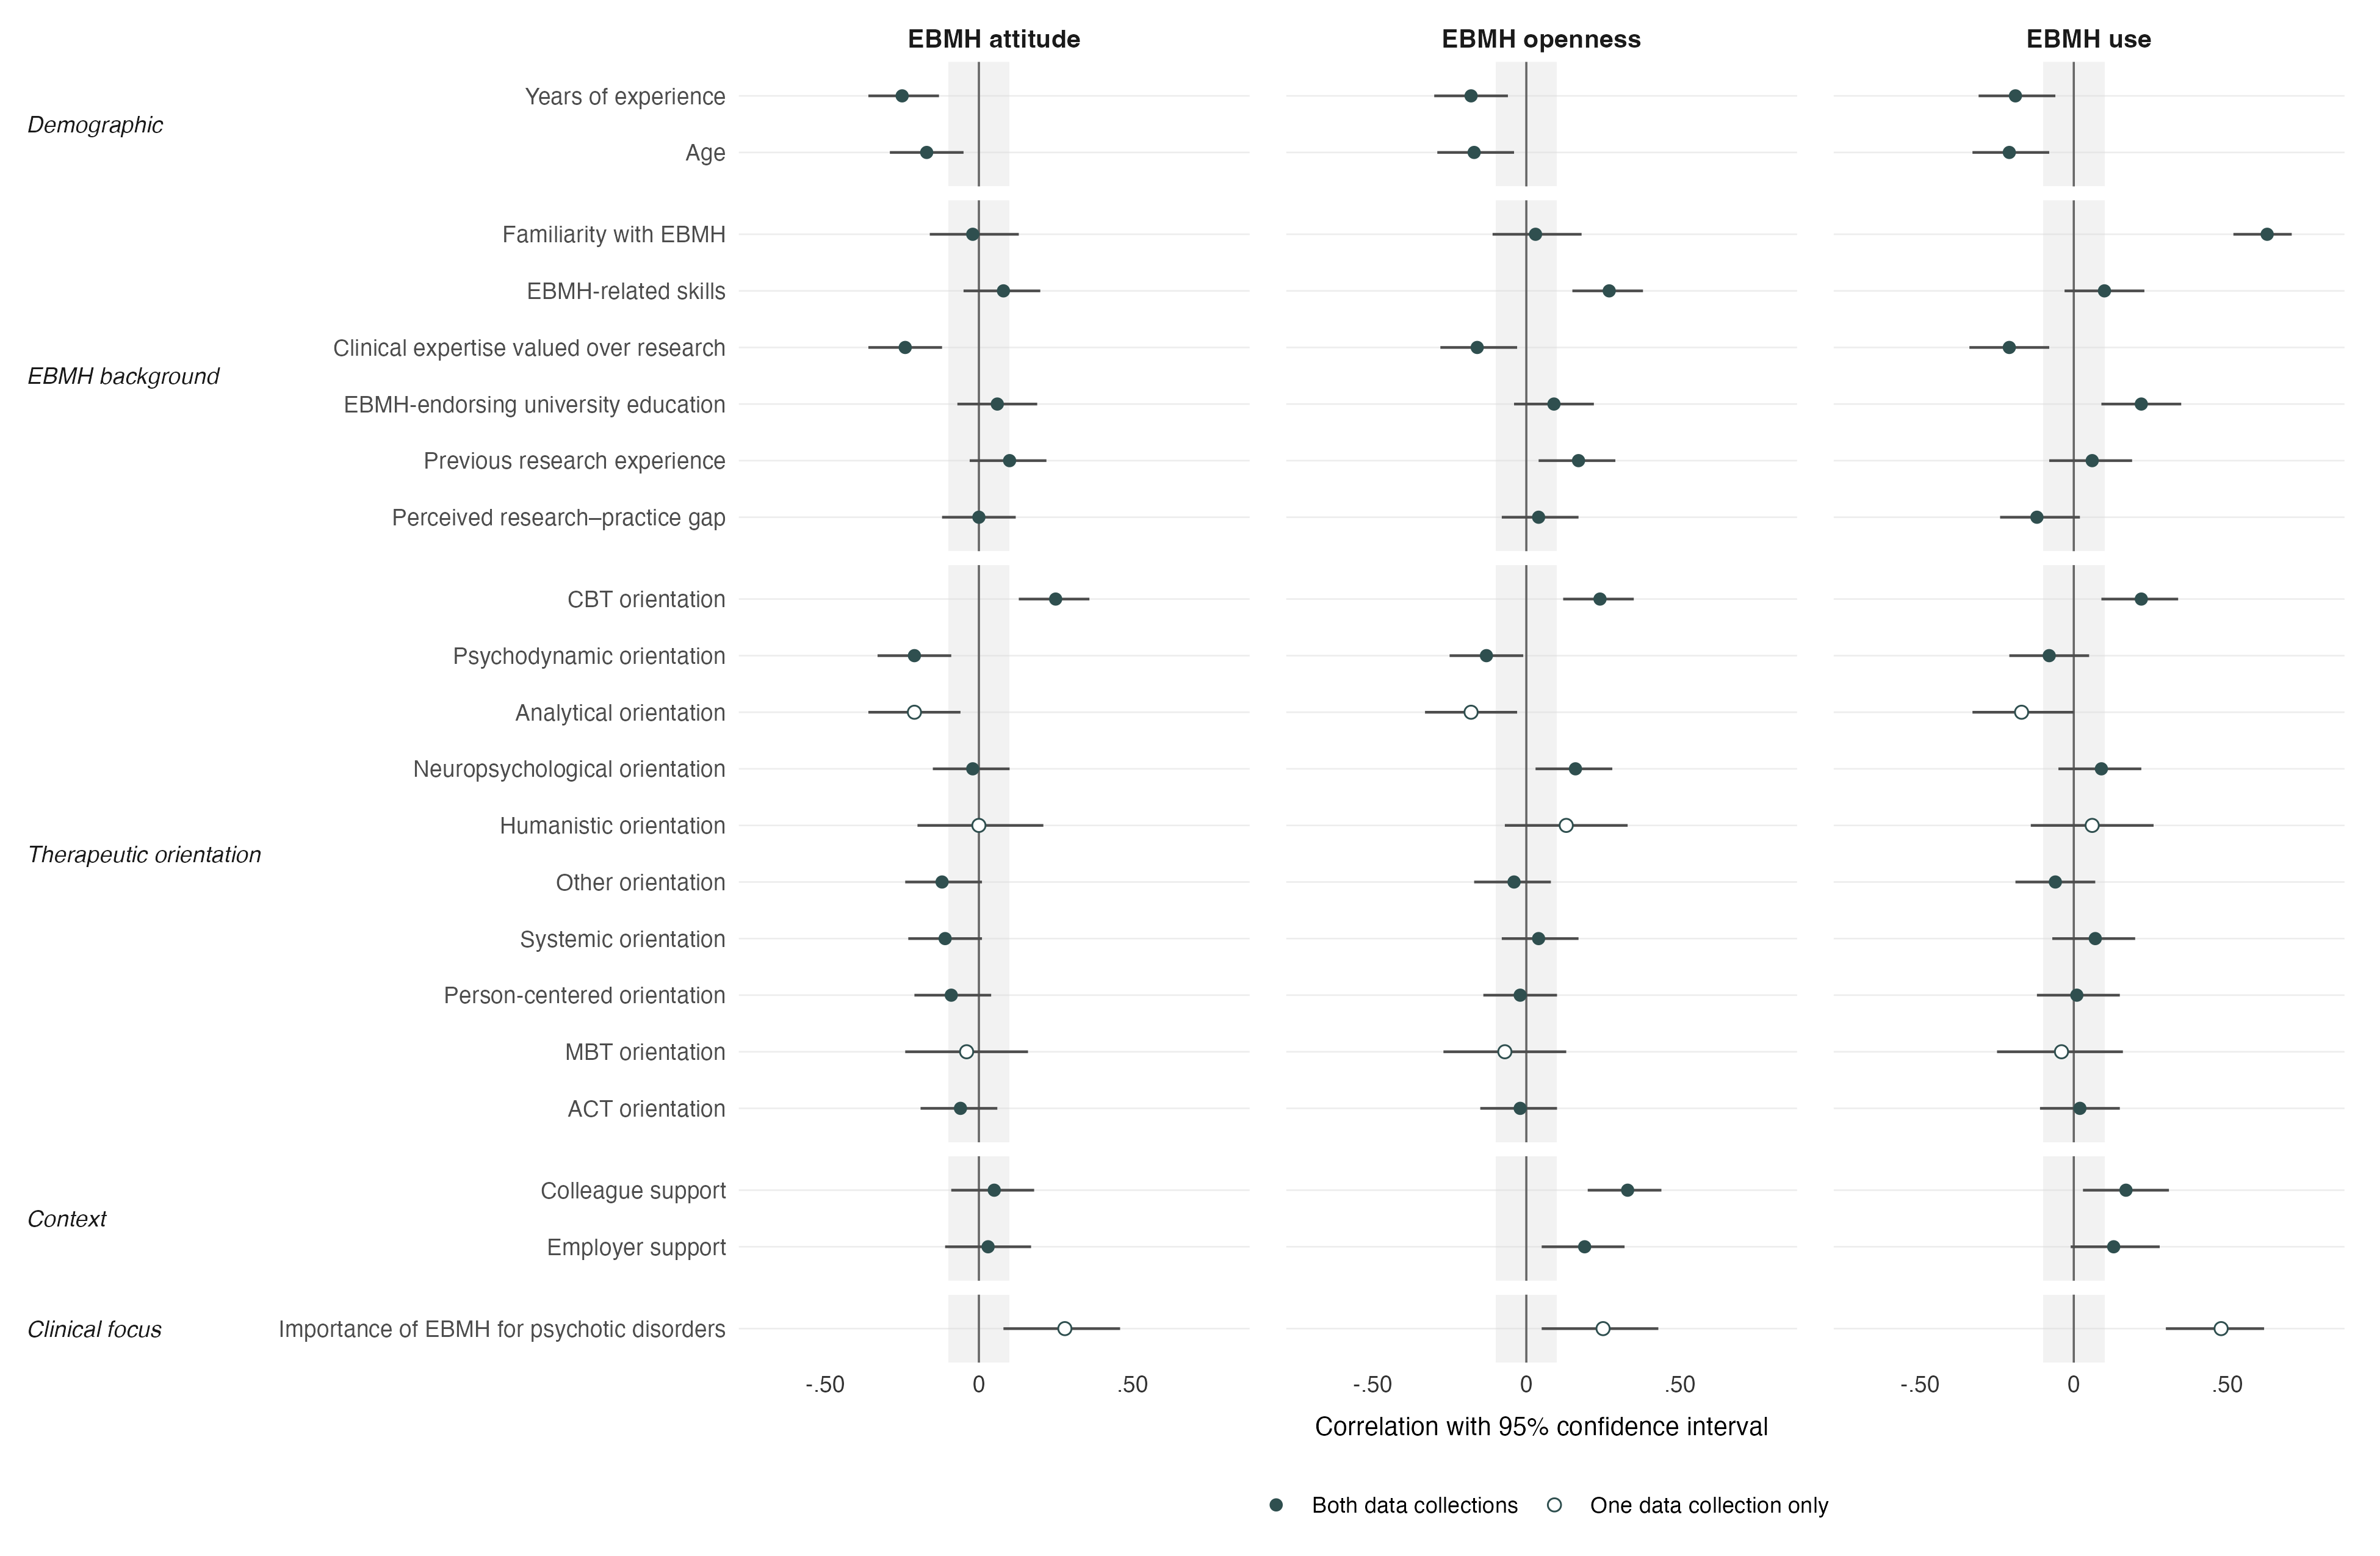 EBMH attitude EBMH openness EBMH use
Demographic
Years of experience
Age
EBMH background
Familiarity with EBMH
EBMH-related skills
Clinical expertise valued over research
EBMH-endorsing university education
Previous research experience
Perceived research–practice gap
Therapeutic orientation
CBT orientation
Psychodynamic orientation
Analytical orientation
Neuropsychological orientation
Humanistic orientation
Other orientation
Systemic orientation
Person-centered orientation
MBT orientation
ACT orientation
Context
Colleague support
Employer support
Clinical focus
Importance of EBMH for psychotic disorders
-.50 0 .50 -.50 0 .50 -.50 0 .50
Correlation with 95% confidence interval
Both data collections One data collection only